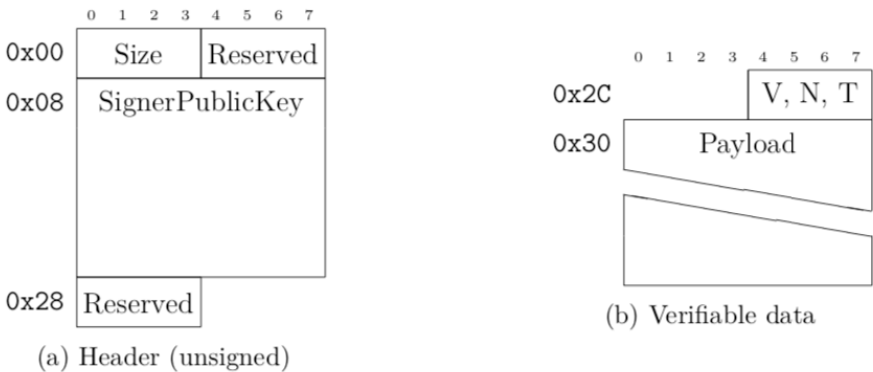 0 1 2 3 4 5 6 7
0x00 Size Reserved
0x08 SignerPublicKey
0x28 Reserved
(a) Header (unsigned)
0 1 2 3 4 5 6 7
0x2C V, N, T
0x30 Payload
(b) Verifiable data